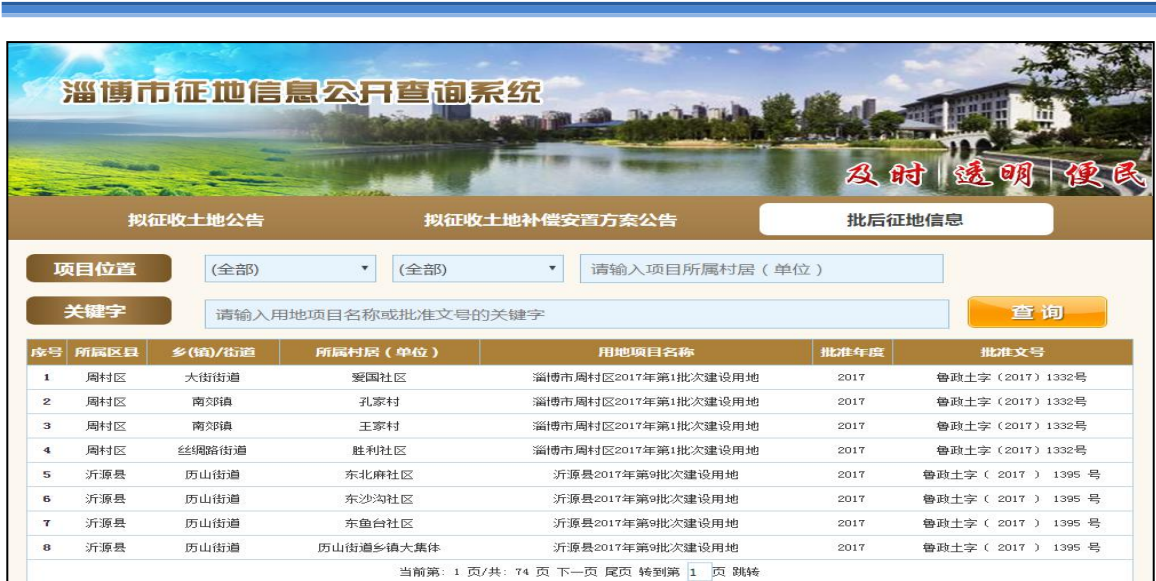 淄博市征地信息公开查询系统
及时 透明 便民
拟征收土地公告 拟征收土地补偿安置方案公告 批后征地信息
项目位置 (全部) (全部) 请输入项目所属村居（单位）
关键字 请输入用地项目名称或批准文号的关键字 查询
序号 所属区县 乡(镇)/街道 所属村居（单位） 用地项目名称 批准年度 批准文号
1 周村区 大街街道 爱国社区 淄博市周村区2017年第1批次建设用地 2017 鲁政土字（2017）1332号
2 周村区 南郊镇 孔家村 淄博市周村区2017年第1批次建设用地 2017 鲁政土字（2017）1332号
3 周村区 南郊镇 王家村 淄博市周村区2017年第1批次建设用地 2017 鲁政土字（2017）1332号
4 周村区 丝绸路街道 胜利社区 淄博市周村区2017年第1批次建设用地 2017 鲁政土字（2017）1332号
5 沂源县 历山街道 东北麻社区 沂源县2017年第9批次建设用地 2017 鲁政土字（ 2017 ） 1395 号
6 沂源县 历山街道 东沙沟社区 沂源县2017年第9批次建设用地 2017 鲁政土字（ 2017 ） 1395 号
7 沂源县 历山街道 东鱼台社区 沂源县2017年第9批次建设用地 2017 鲁政土字（ 2017 ） 1395 号
8 沂源县 历山街道 历山街道乡镇大集体 沂源县2017年第9批次建设用地 2017 鲁政土字（ 2017 ） 1395 号
当前第: 1 页/共: 74 页 下一页 尾页 转到第 1 页 跳转